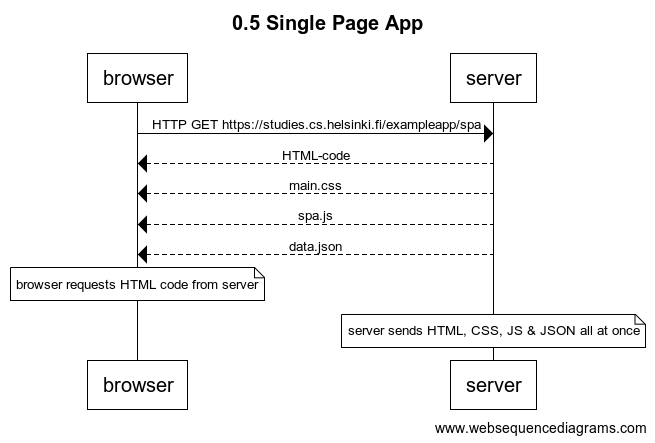 0.5 Single Page App
browser
server
HTTP GET https://studies.cs.helsinki.fi/exampleapp/spa
HTML-code
main.css
spa.js
data.json
browser requests HTML code from server
server sends HTML, CSS, JS & JSON all at once
browser
server
www.websequencediagrams.com